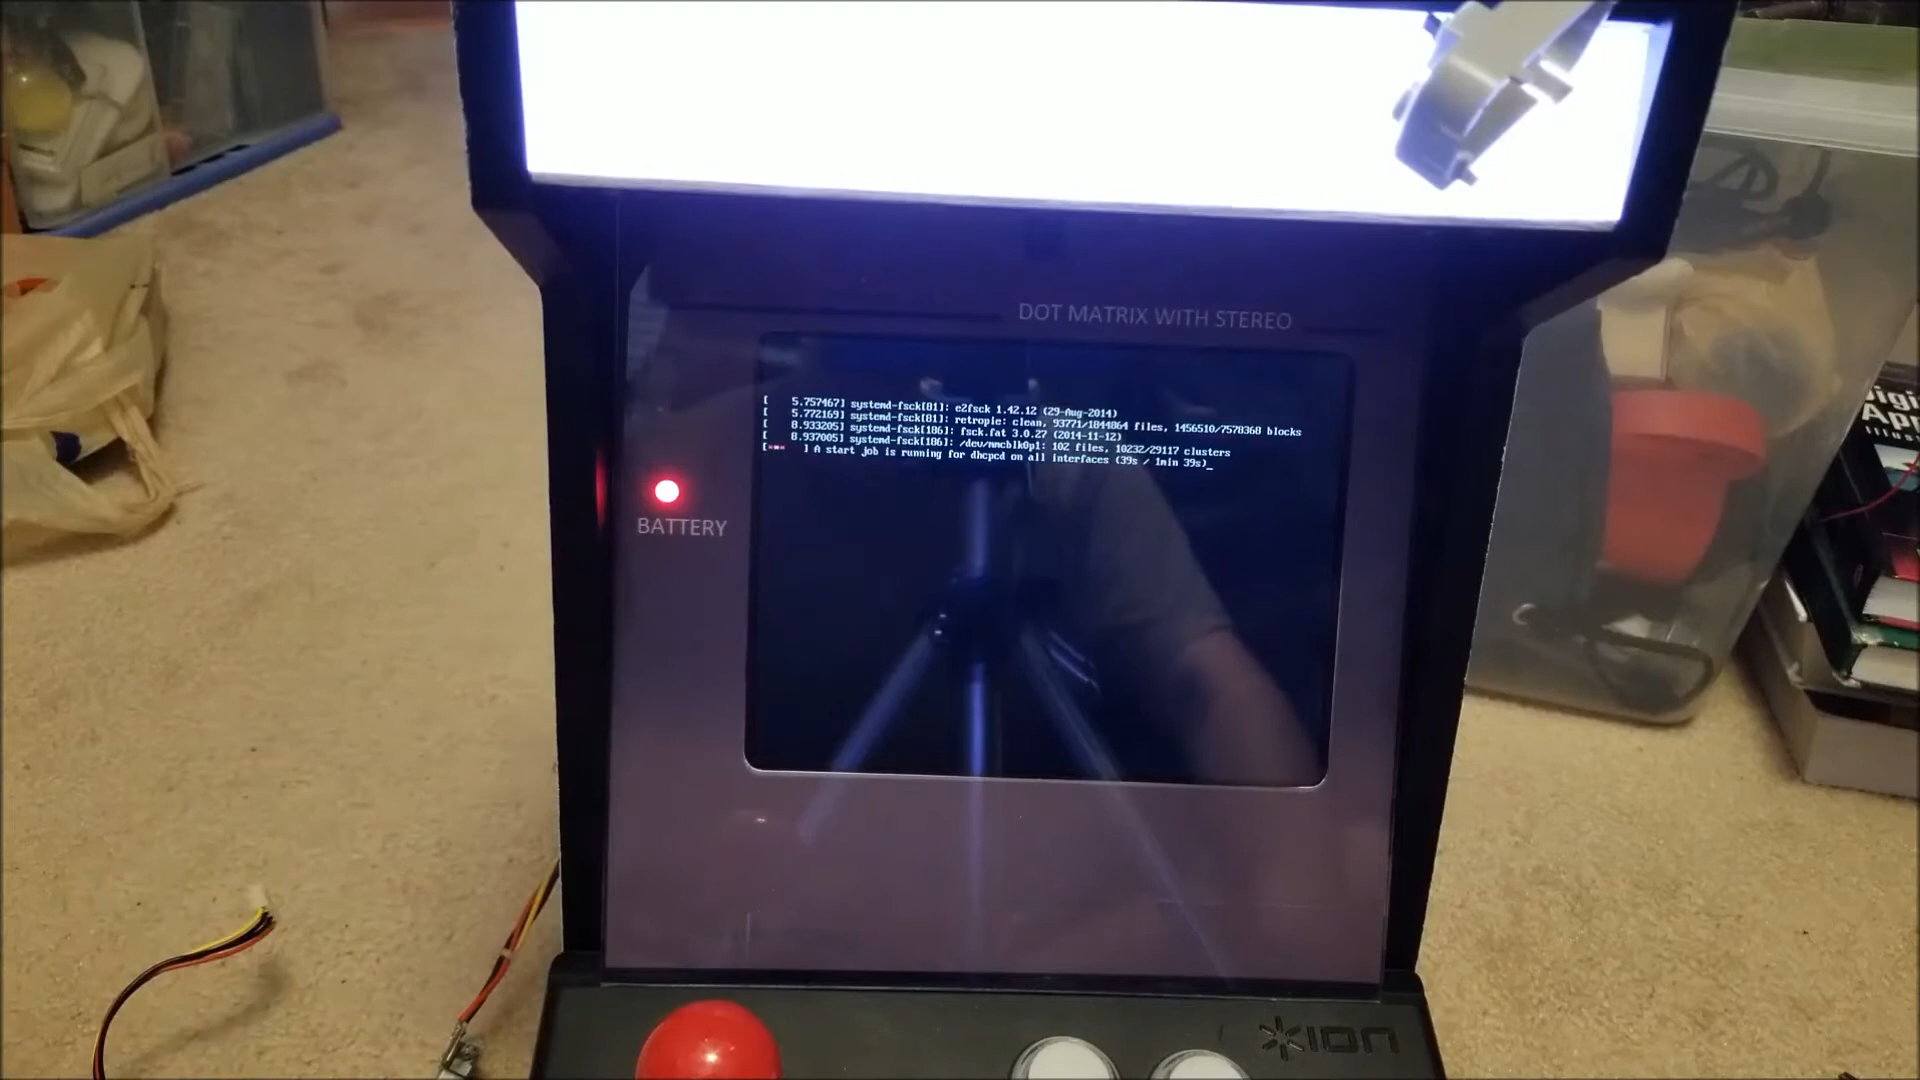 DOT MATRIX WITH STEREO
[    5.757467] systemd-fsck[81]: e2fsck 1.42.12 (29-Aug-2014)
[    5.772169] systemd-fsck[81]: retropie: clean, 93771/1844864 files, 1456510/7578368 blocks
[    8.933205] systemd-fsck[186]: fsck.fat 3.0.27 (2014-11-12)
[    8.937005] systemd-fsck[186]: /dev/mmcblk0p1: 102 files, 10232/29117 clusters
[***   ] A start job is running for dhcpcd on all interfaces (39s / 1min 39s)_
BATTERY
ION